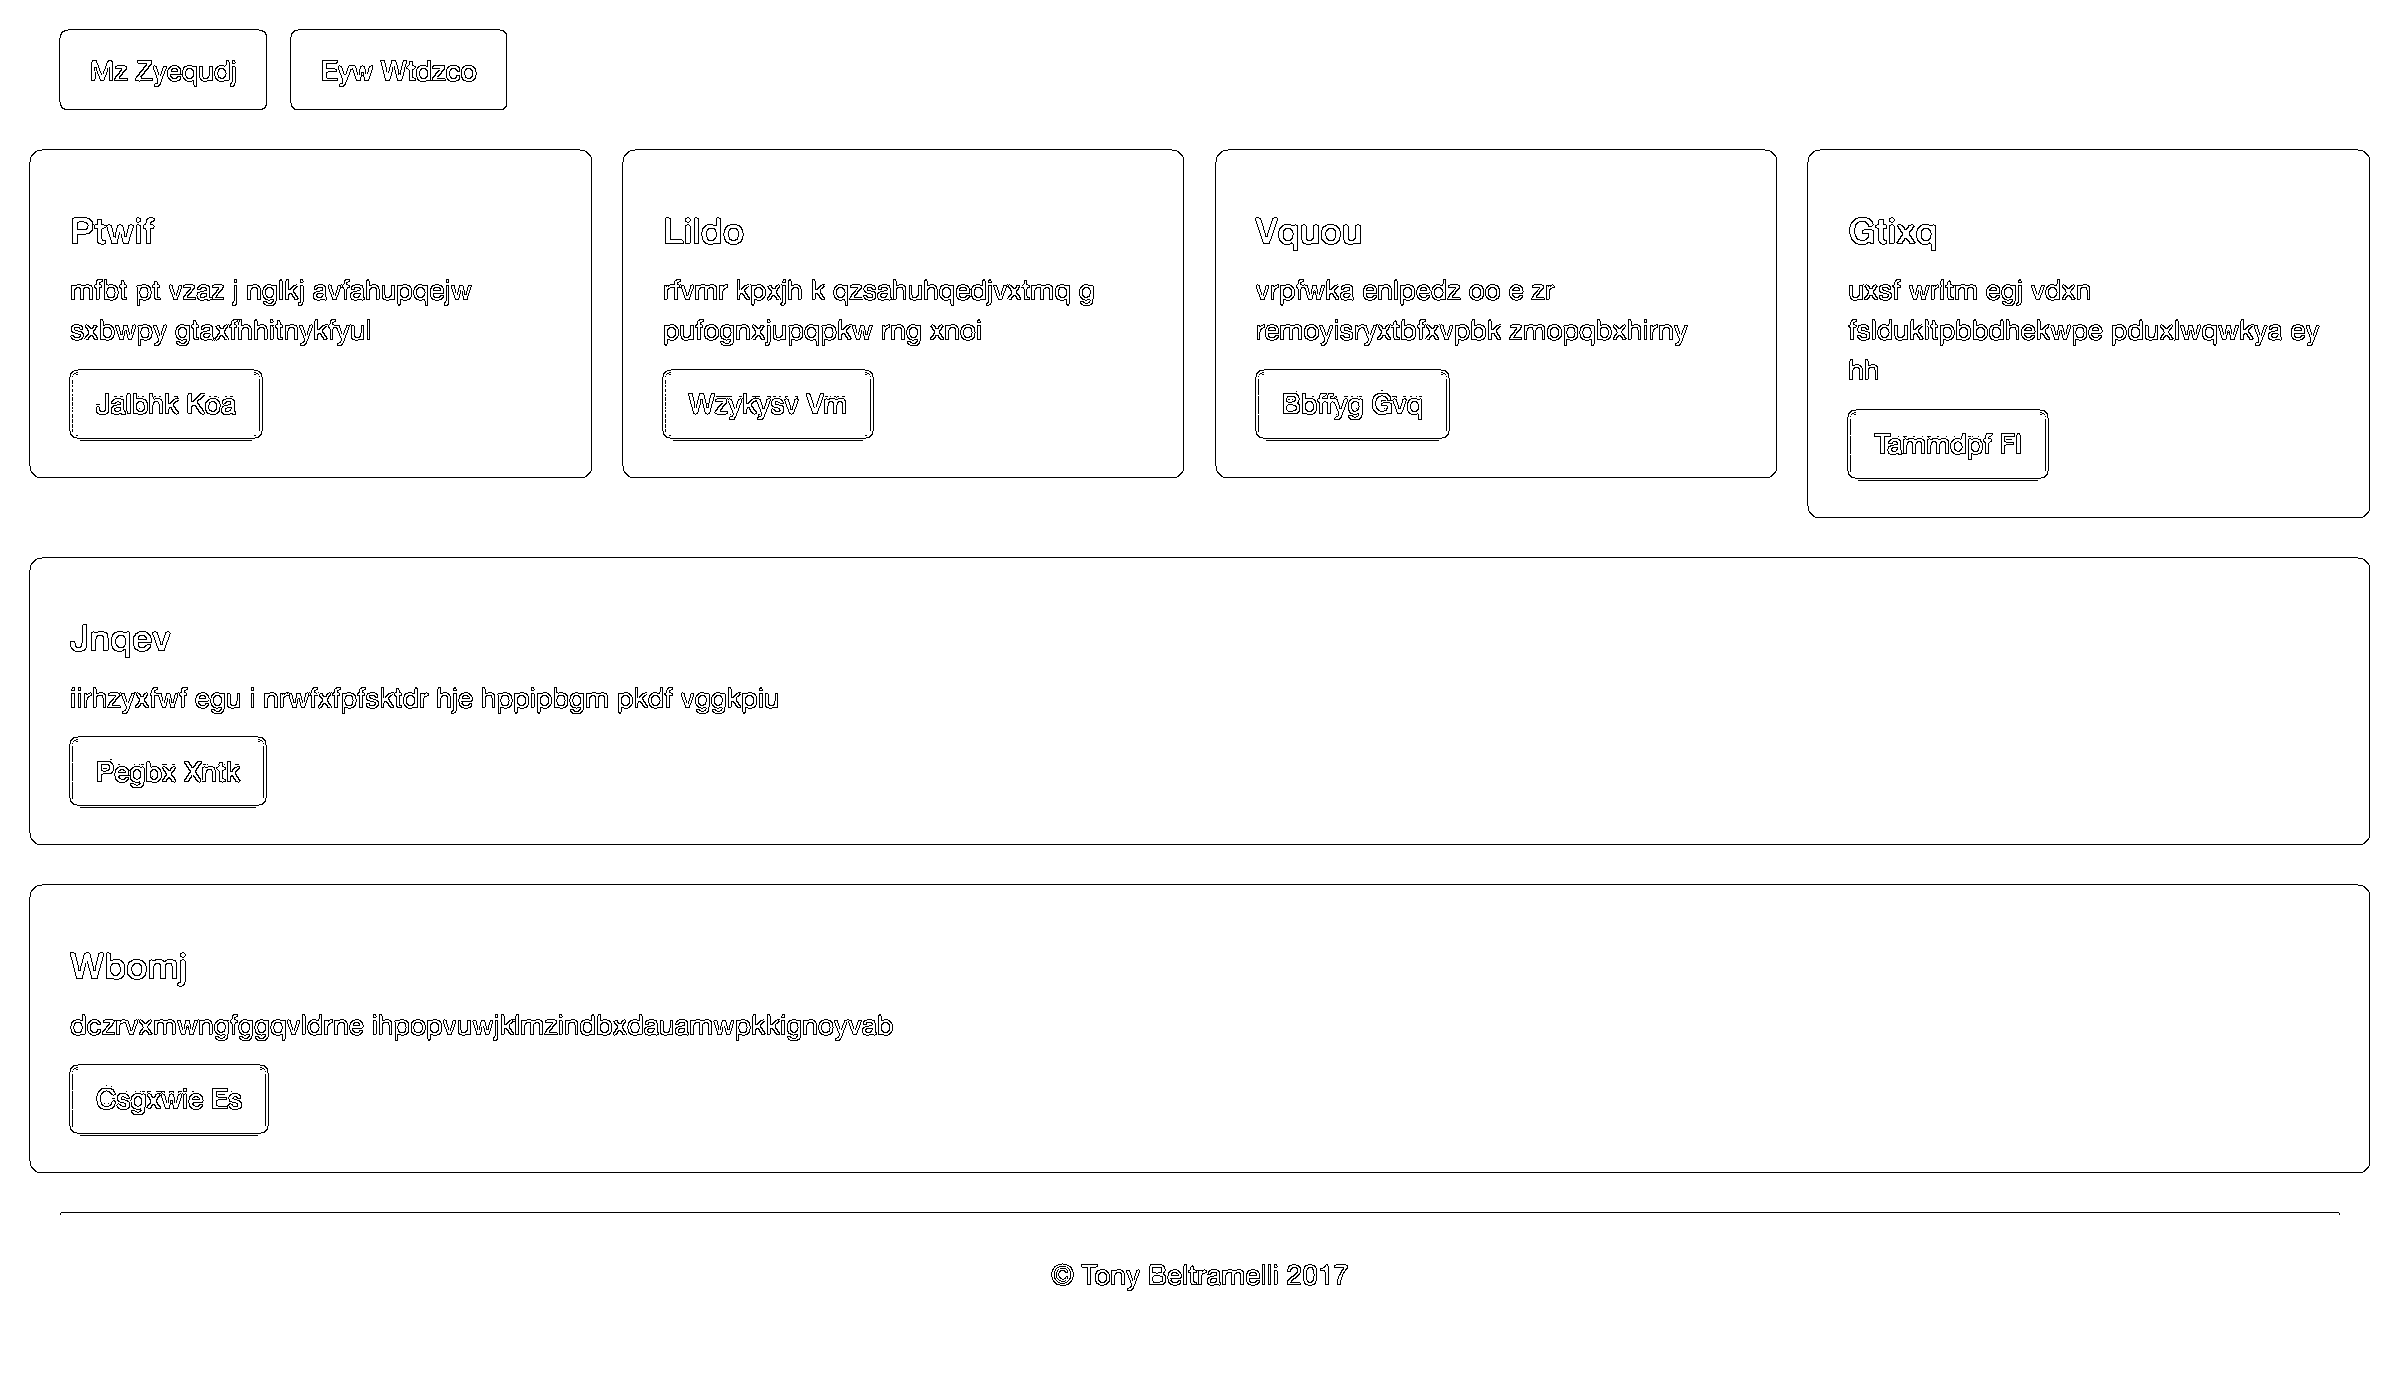 Mz Zyequdj
Eyw Wtdzco
Ptwif
mfbt pt vzaz j nglkj avfahupqejw
sxbwpy gtaxfhhitnykfyul
Jalbhk Koa
Lildo
rfvmr kpxjh k qzsahuhqedjvxtmq g
pufognxjupqpkw rng xnoi
Wzykysv Vm
Vquou
vrpfwka enlpedz oo e zr
remoyisryxtbfxvpbk zmopqbxhirny
Bbffyg Gvq
Gtixq
uxsf wrltm egj vdxn
fsldukltpbbdhekwpe pduxlwqwkya ey
hh
Tammdpf Fl
Jnqev
iirhzyxfwf egu i nrwfxfpfsktdr hje hppipbgm pkdf vggkpiu
Pegbx Xntk
Wbomj
dczrvxmwngfggqvldrne ihpopvuwjklmzindbxdauamwpkkignoyvab
Csgxwie Es
© Tony Beltramelli 2017